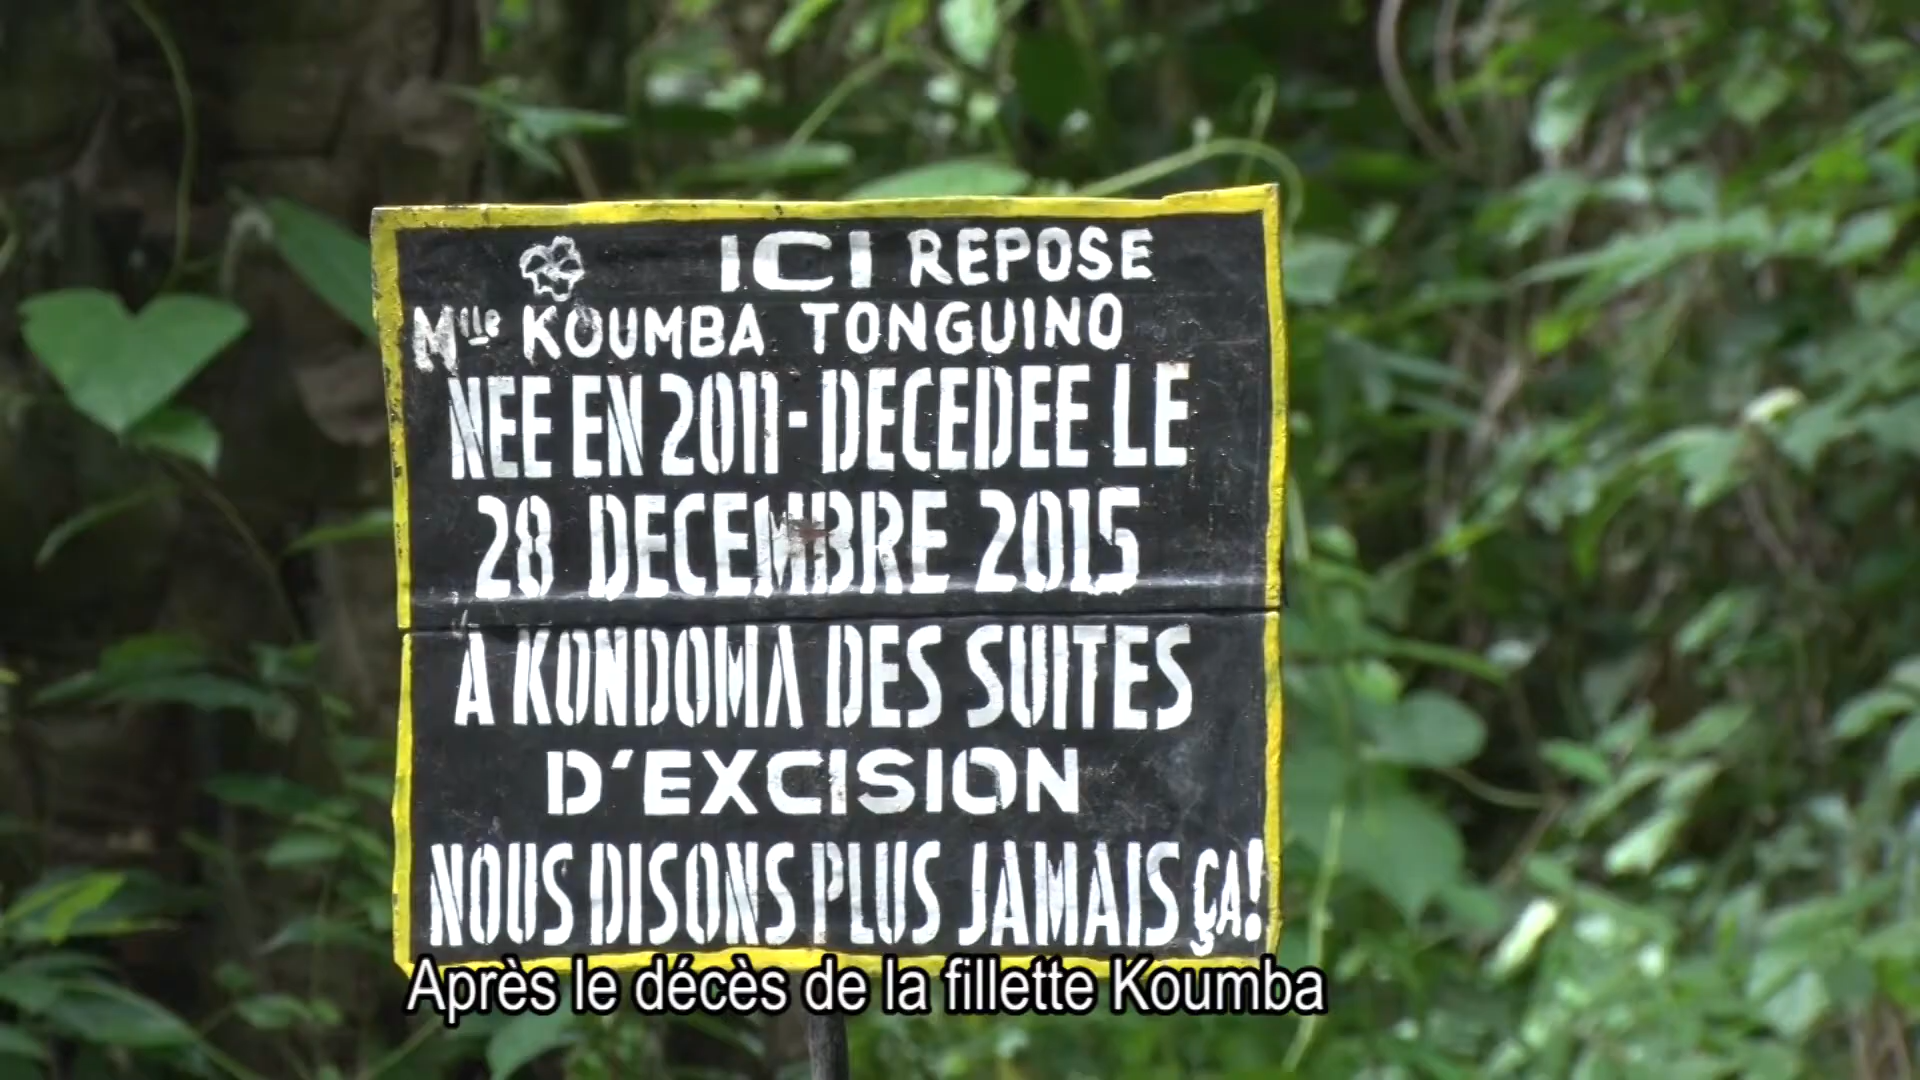 ICI REPOSE
Mlle KOUMBA TONGUINO
NEE EN 2011 - DECEDEE LE
28 DECEMBRE 2015
A KONDOMA DES SUITES
D'EXCISION
NOUS DISONS PLUS JAMAIS ÇA!
Après le décès de la fillette Koumba